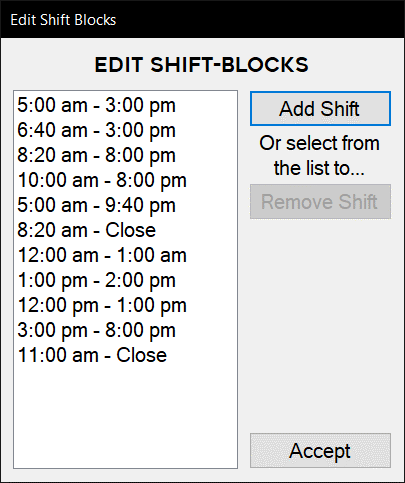 Edit Shift Blocks
EDIT SHIFT-BLOCKS
5:00 am - 3:00 pm
6:40 am - 3:00 pm
8:20 am - 8:00 pm
10:00 am - 8:00 pm
5:00 am - 9:40 pm
8:20 am - Close
12:00 am - 1:00 am
1:00 pm - 2:00 pm
12:00 pm - 1:00 pm
3:00 pm - 8:00 pm
11:00 am - Close
Add Shift
Or select from
the list to...
Remove Shift
Accept